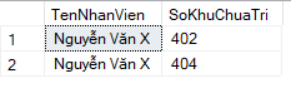 TenNhanVien SoKhuChuaTri
1 Nguyễn Văn X 402
2 Nguyễn Văn X 404